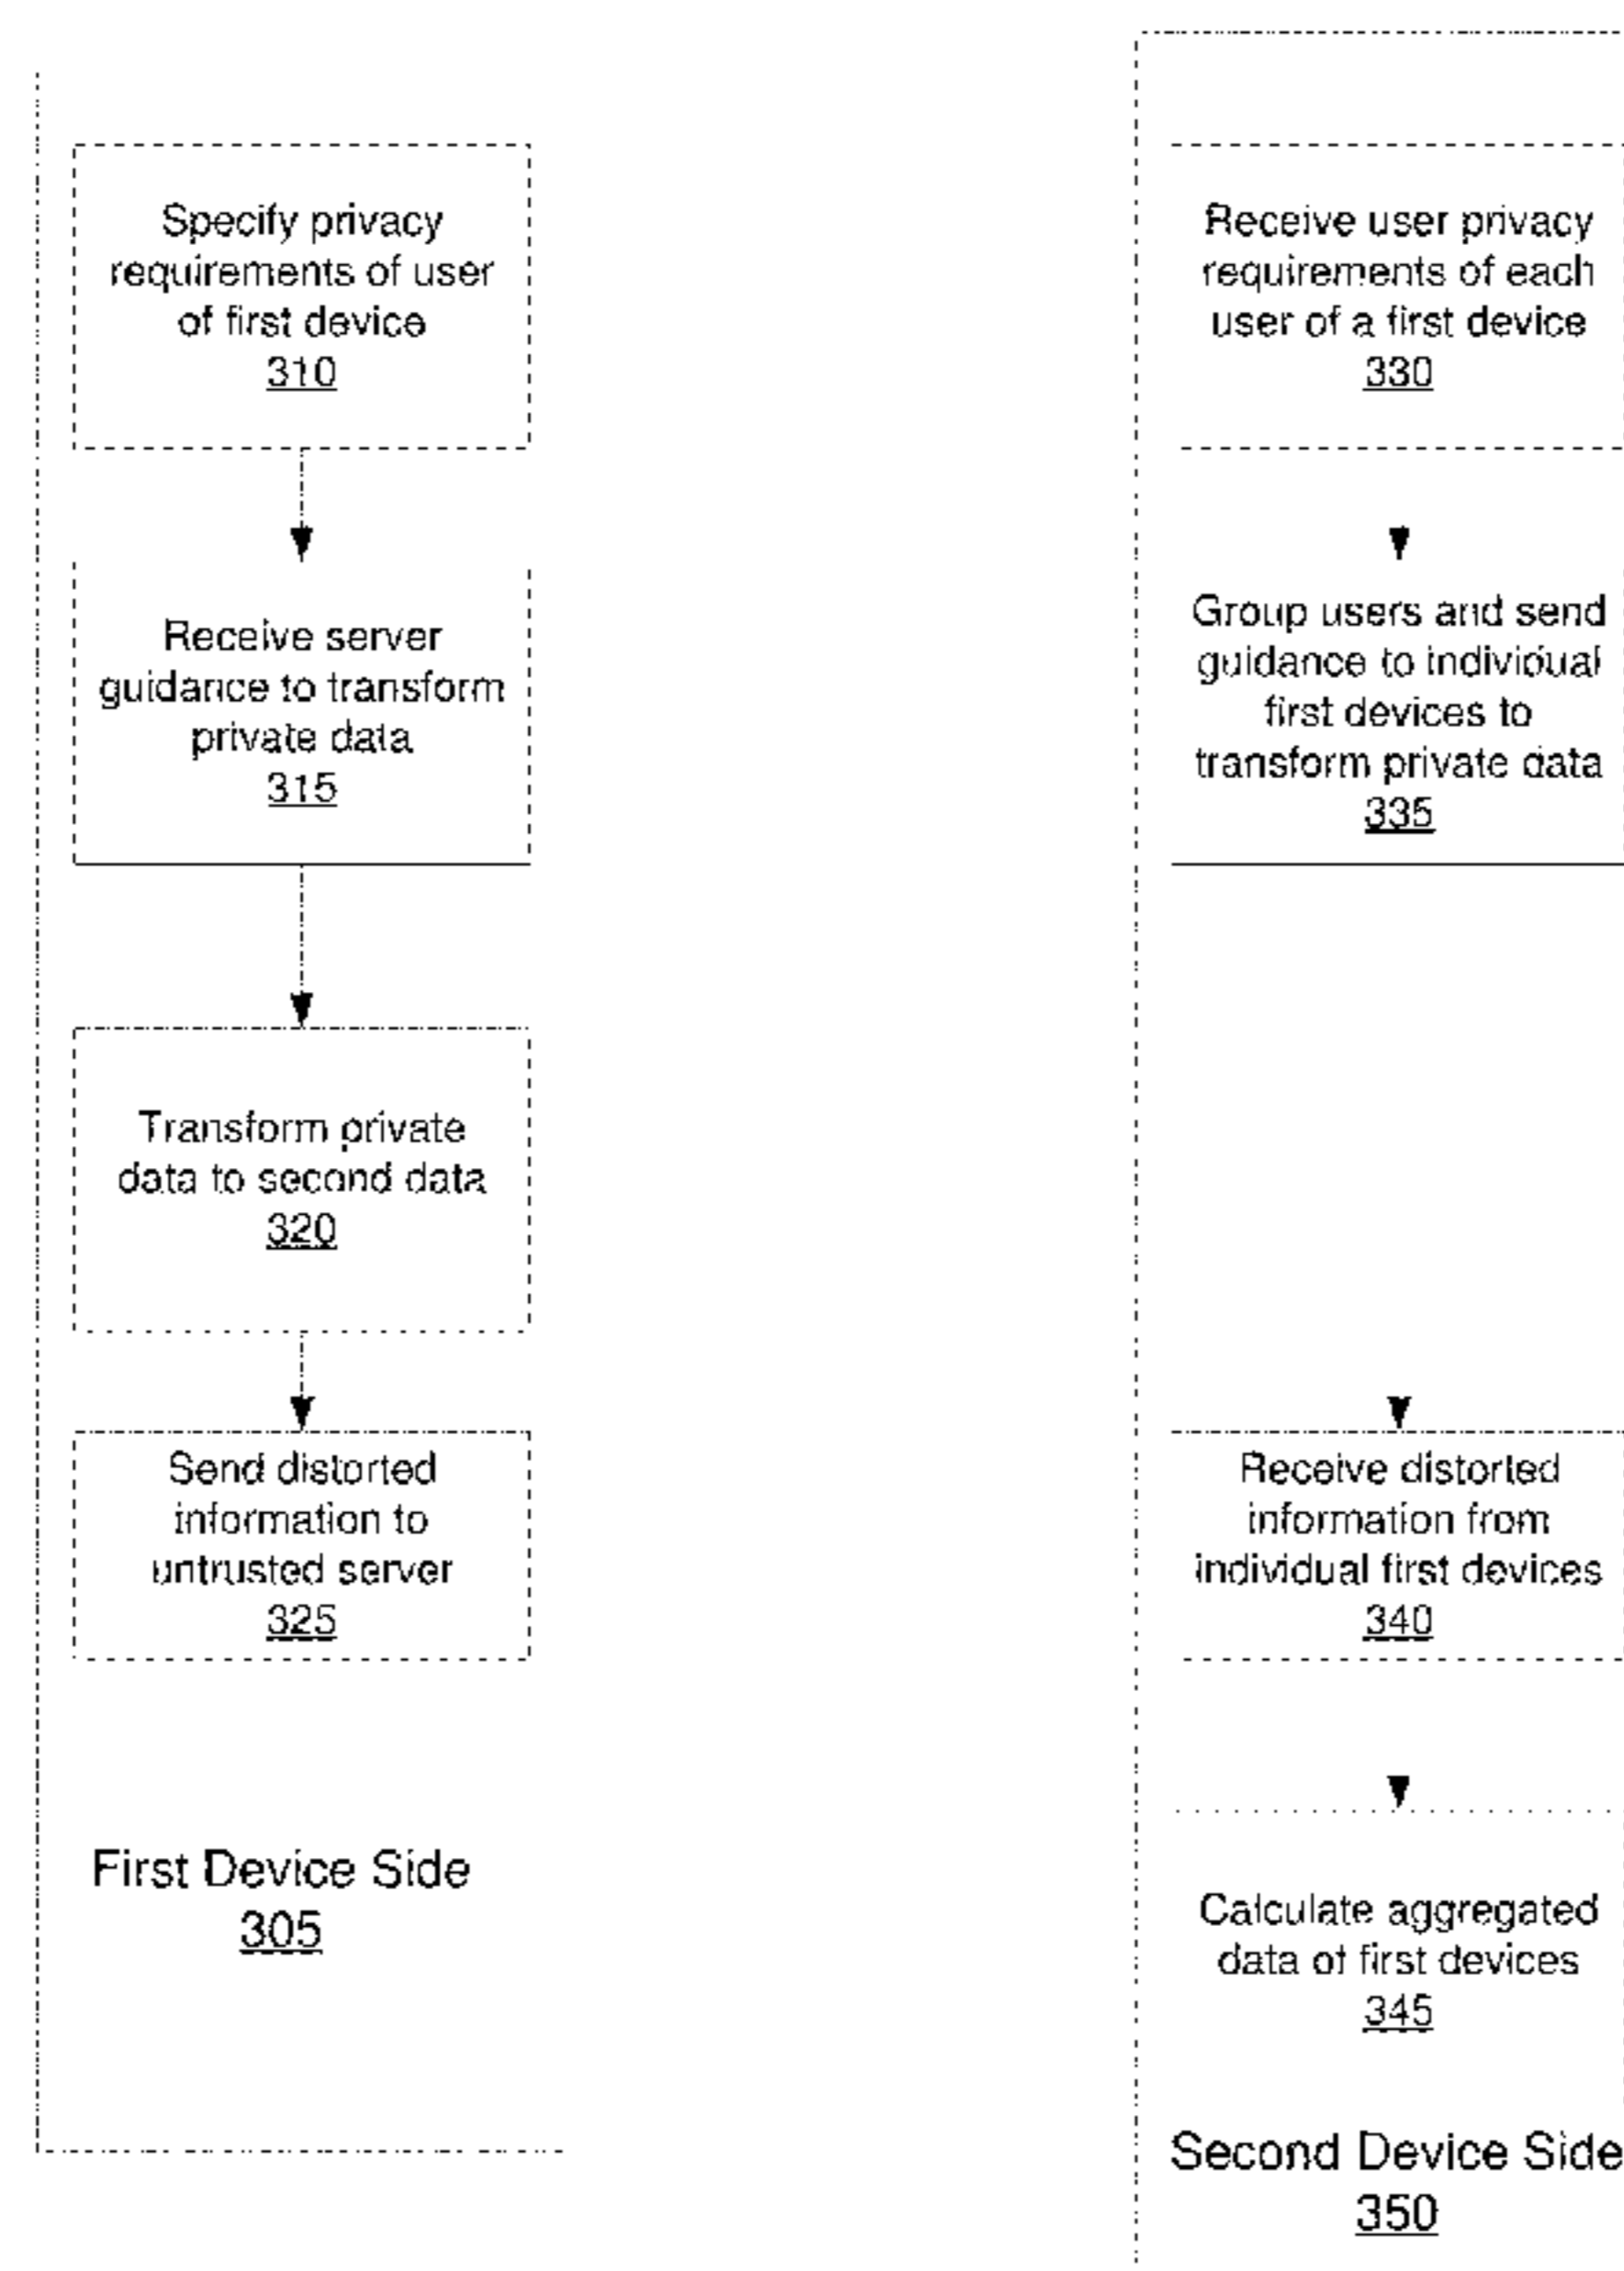 Specify privacy
requirements of user
of first device
310
Receive server
guidance to transform
private data
315
Transform private
data to second data
320
Send distorted
information to
untrusted server
325
First Device Side
305
Receive user privacy
requirements of each
user of a first device
330
Group users and send
guidance to individual
first devices to
transform private data
335
Receive distorted
information from
individual first devices
340
Calculate aggregated
data of first devices
345
Second Device Side
350